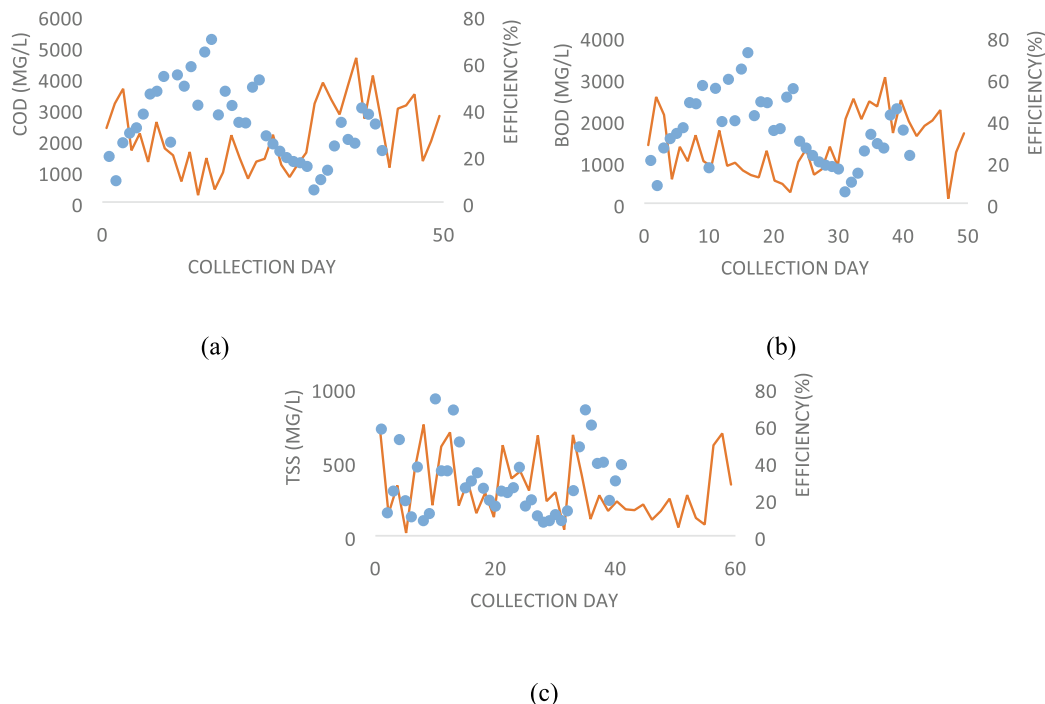 6000
5000
4000
3000
2000
1000
0
COD (MG/L)
80
60
40
20
0
EFFICIENCY(%)
0
50
COLLECTION DAY
(a)
4000
3000
2000
1000
0
BOD (MG/L)
80
60
40
20
0
EFFICIENCY(%)
0 10 20 30 40 50
COLLECTION DAY
(b)
1000
500
0
TSS (MG/L)
80
60
40
20
0
EFFICIENCY(%)
0 20 40 60
COLLECTION DAY
(c)